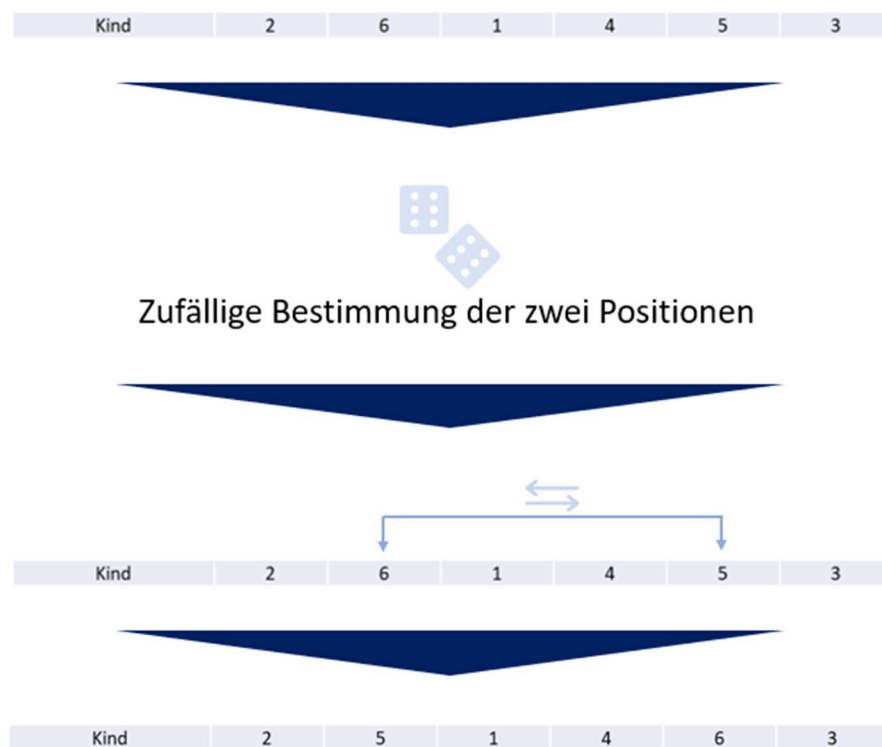 Kind 2 6 1 4 5 3
Zufällige Bestimmung der zwei Positionen
Kind 2 6 1 4 5 3
Kind 2 5 1 4 6 3